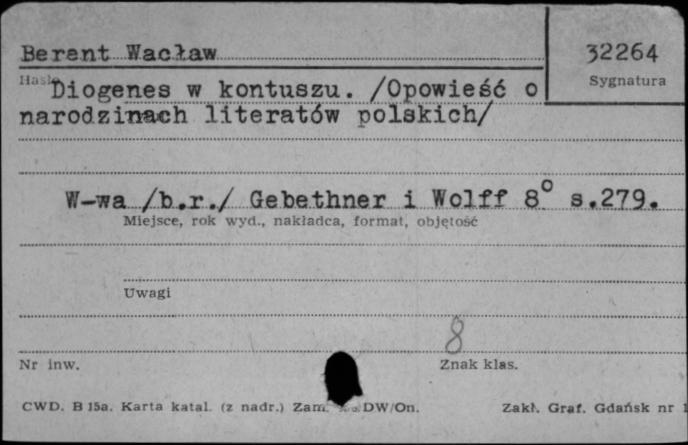 Berent Wacław
32264
Hasło
Sygnatura
Diogenes w kontuszu. /Opowieść o
narodzinach literatów polskich/
W-wa /b.r./ Gebethner i Wolff 8° s.279.
Miejsce, rok wyd., nakładca, format, objętość
Uwagi
8
Nr inw.
Znak klas.
CWD. B 15a. Karta katal. (z nadr.) Zam. DW/On.
Zakł. Graf. Gdańsk nr 1